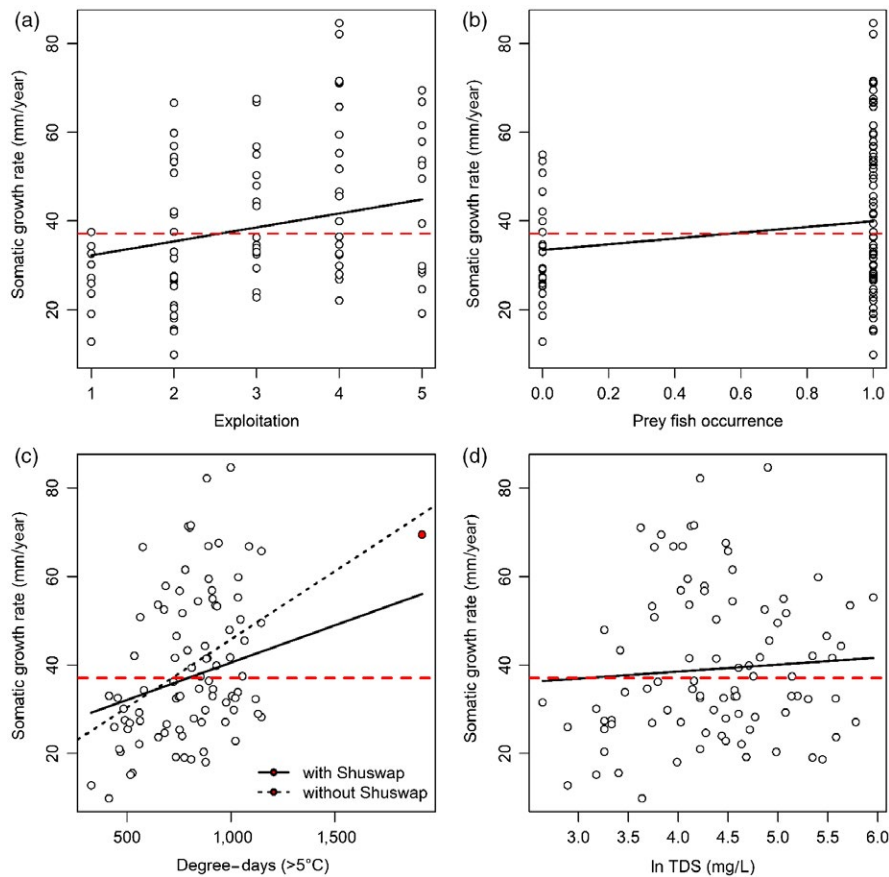 (a)
Somatic growth rate (mm/year)
80
60
40
20
1 2 3 4 5
Exploitation
(b)
Somatic growth rate (mm/year)
80
60
40
20
0.0 0.2 0.4 0.6 0.8 1.0
Prey fish occurrence
(c)
Somatic growth rate (mm/year)
80
60
40
20
with Shuswap
without Shuswap
500 1,000 1,500
Degree−days (>5°C)
(d)
Somatic growth rate (mm/year)
80
60
40
20
3.0 3.5 4.0 4.5 5.0 5.5 6.0
ln TDS (mg/L)